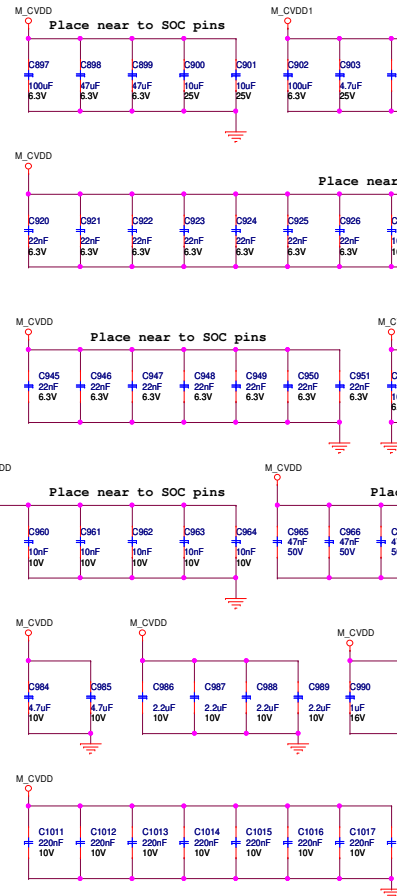 M_CVDD
M_CVDD1
Place near to SOC pins
C897 C898 C899 C900 C901 C902 C903
100uF 47uF 47uF 10uF 10uF 100uF 4.7uF
6.3V 6.3V 6.3V 25V 25V 6.3V 25V
M_CVDD
Place near
C920 C921 C922 C923 C924 C925 C926
22nF 22nF 22nF 22nF 22nF 22nF 22nF
6.3V 6.3V 6.3V 6.3V 6.3V 6.3V 6.3V
M_CVDD
M_C
Place near to SOC pins
C945 C946 C947 C948 C949 C950 C951
22nF 22nF 22nF 22nF 22nF 22nF 22nF
6.3V 6.3V 6.3V 6.3V 6.3V 6.3V 6.3V
DD
M_CVDD
Place near to SOC pins
Plac
C960 C961 C962 C963 C964 C965 C966
10nF 10nF 10nF 10nF 10nF 47nF 47nF
10V 10V 10V 10V 10V 50V 50V
M_CVDD
M_CVDD
M_CVDD
C984 C985 C986 C987 C988 C989 C990
4.7uF 4.7uF 2.2uF 2.2uF 2.2uF 2.2uF 1uF
10V 10V 10V 10V 10V 10V 16V
M_CVDD
C1011 C1012 C1013 C1014 C1015 C1016 C1017
220nF 220nF 220nF 220nF 220nF 220nF 220nF
10V 10V 10V 10V 10V 10V 10V